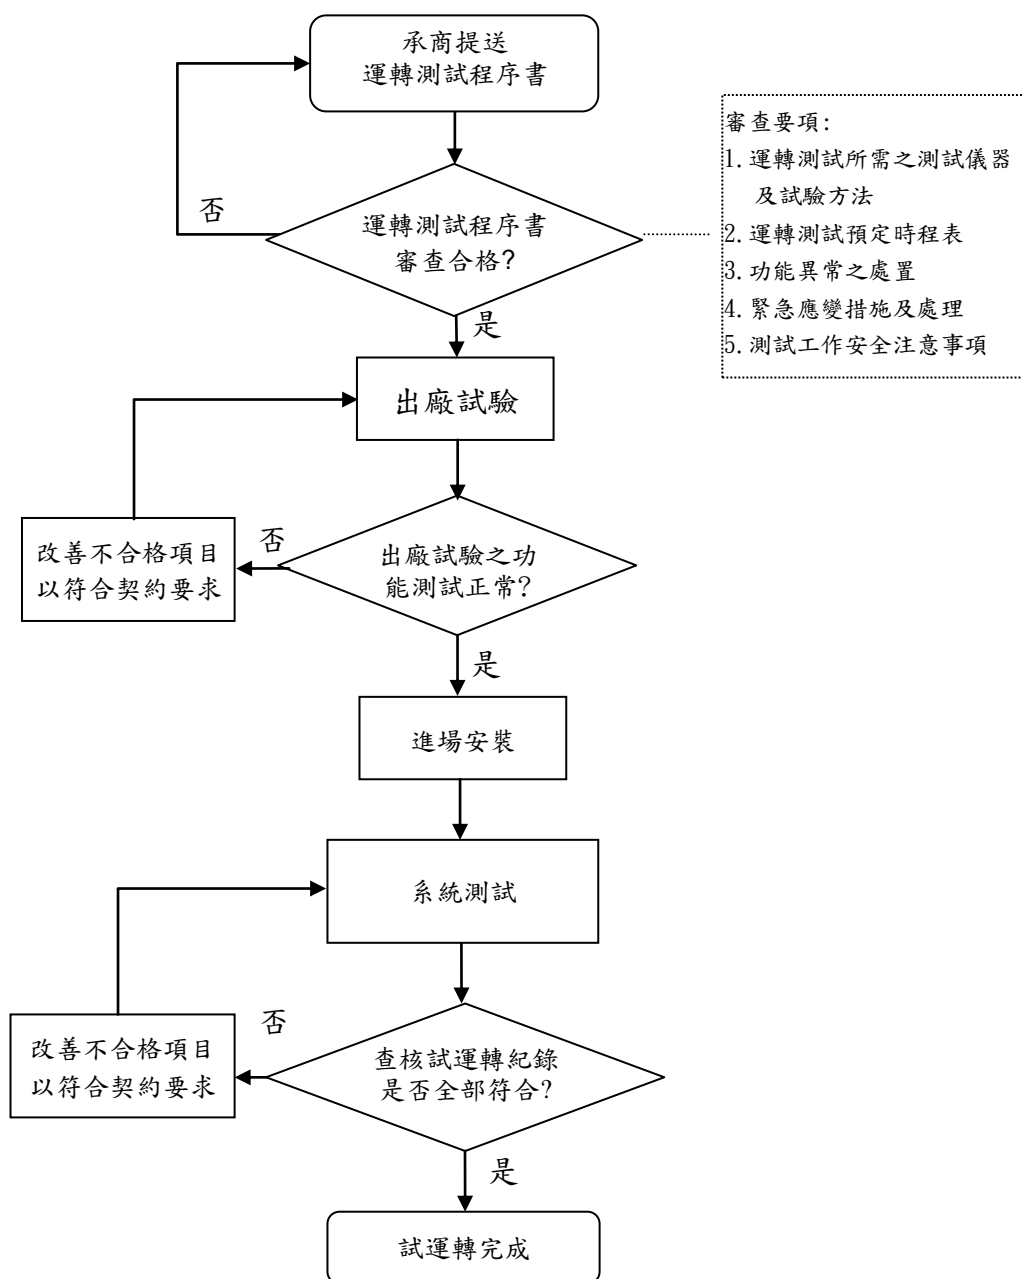 承商提送
運轉測試程序書
審查要項：
1.運轉測試所需之測試儀器
及試驗方法
2.運轉測試預定時程表
3.功能異常之處置
4.緊急應變措施及處理
5.測試工作安全注意事項
否
運轉測試程序書
審查合格?
是
出廠試驗
改善不合格項目
以符合契約要求
否
出廠試驗之功
能測試正常?
是
進場安裝
系統測試
改善不合格項目
以符合契約要求
否
查核試運轉紀錄
是否全部符合?
是
試運轉完成